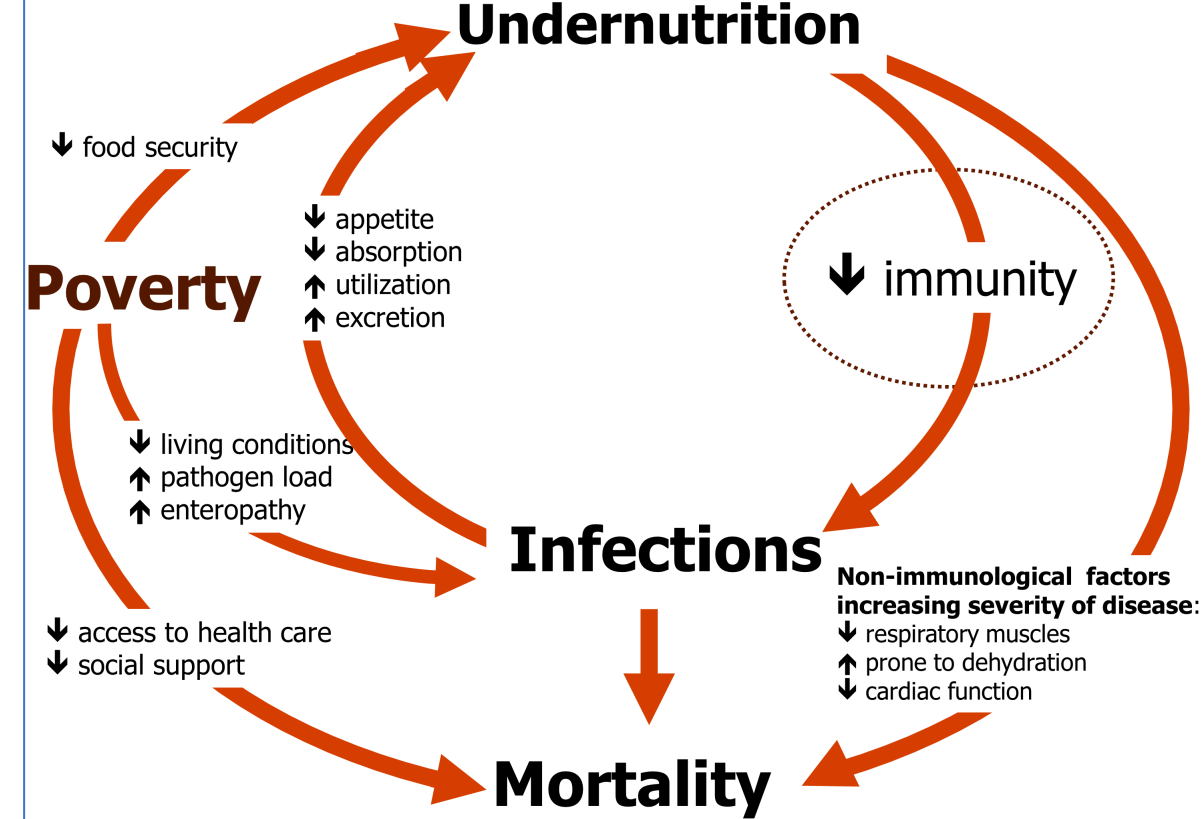 Undernutrition
↓ food security
↓ appetite
↓ absorption
↑ utilization
↑ excretion
Poverty
↓ immunity
↓ living conditions
↑ pathogen load
↑ enteropathy
Infections
Non-immunological factors
increasing severity of disease:
↓ respiratory muscles
↑ prone to dehydration
↓ cardiac function
↓ access to health care
↓ social support
Mortality